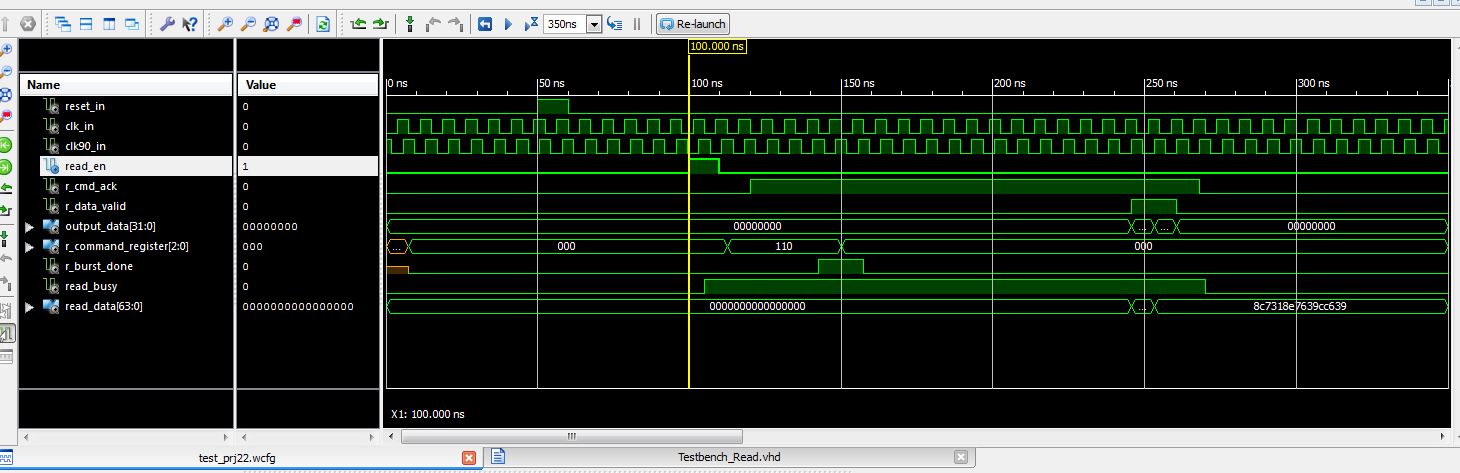 350ns Re-launch
100.000 ns
Name Value
0 ns 50 ns 100 ns 150 ns 200 ns 250 ns 300 ns
reset_in 0
clk_in 0
clk90_in 0
read_en 1
r_cmd_ack 0
r_data_valid 0
output_data[31:0] 00000000 00000000 ... ... 00000000
r_command_register[2:0] 000 ... 000 110 000
r_burst_done 0
read_busy 0
read_data[63:0] 0000000000000000 0000000000000000 ... 8c7318e7639cc639
X1: 100.000 ns
test_prj22.wcfg Testbench_Read.vhd